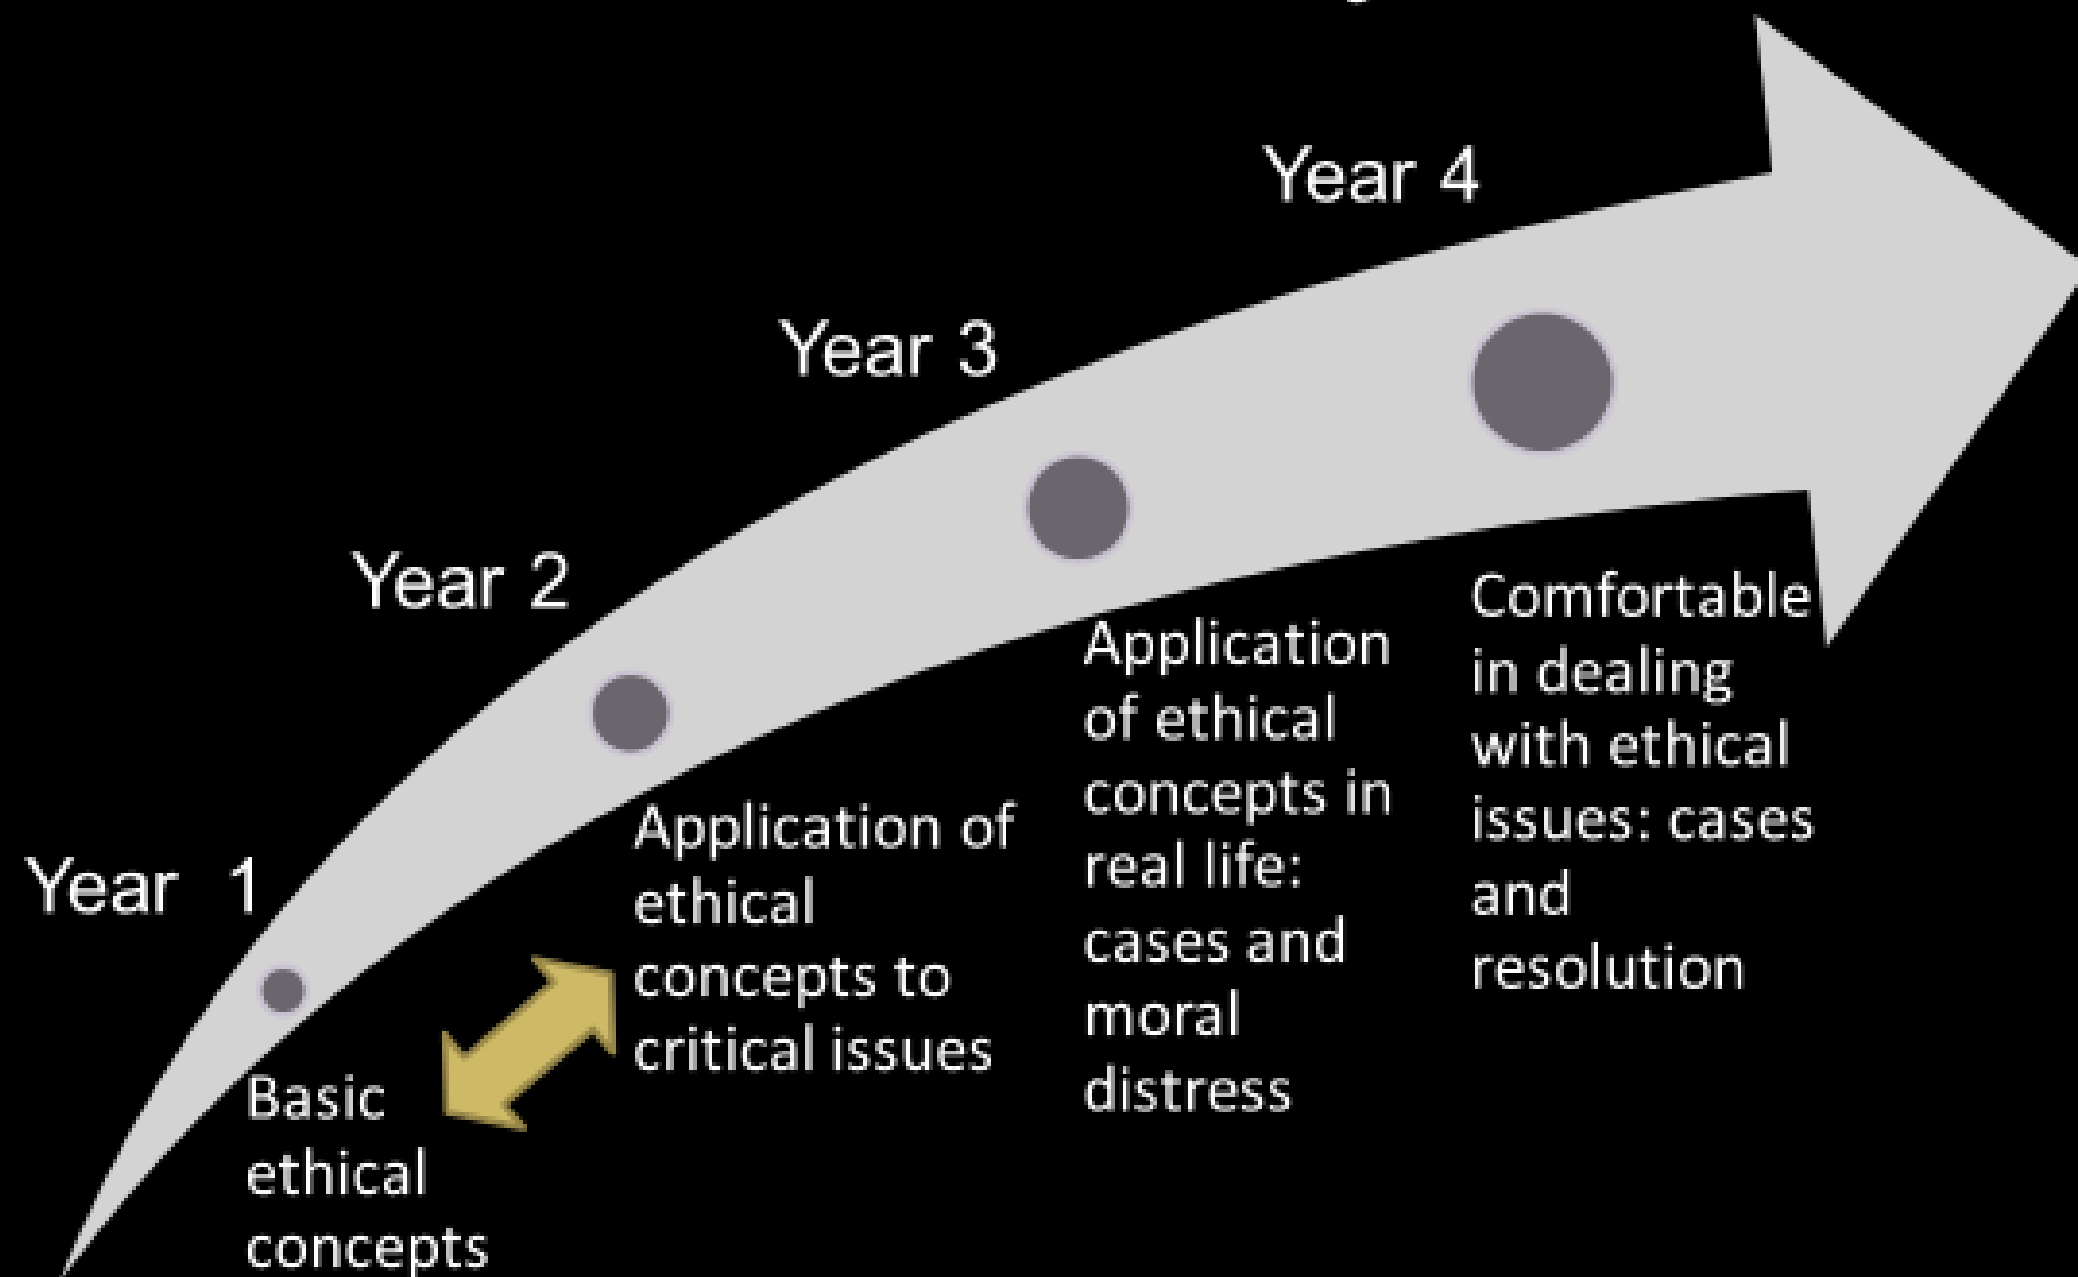 Year 1
Basic
ethical
concepts
Year 2
Application of
ethical
concepts to
critical issues
Year 3
Application
of ethical
concepts in
real life:
cases and
moral
distress
Year 4
Comfortable
in dealing
with ethical
issues: cases
and
resolution